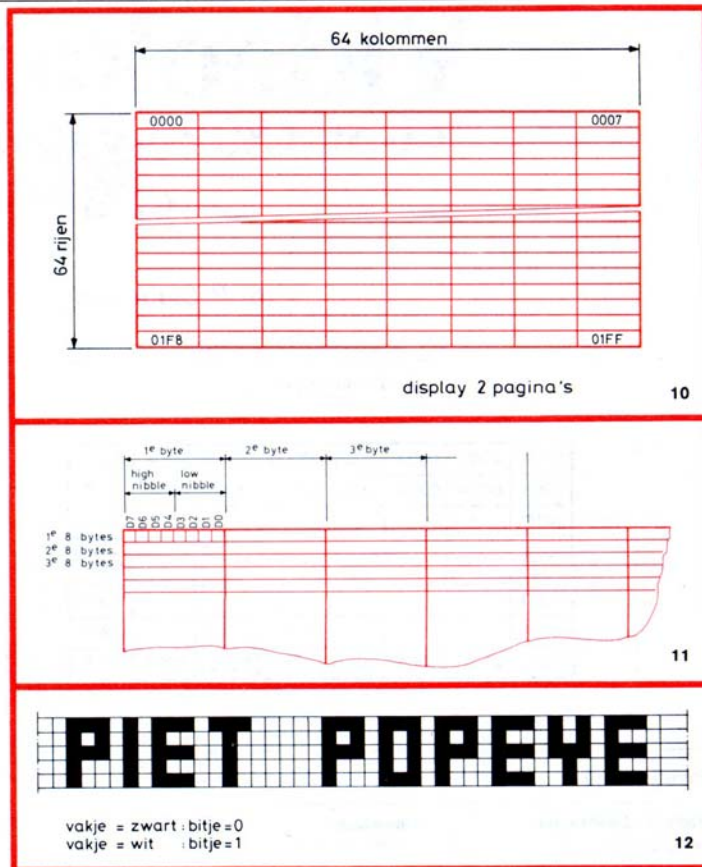 64 kolommen
0000 0007
64 rijen
01F8 01FF
display 2 pagina's
10
1e byte 2e byte 3e byte
high nibble low nibble
D7 D6 D5 D4 D3 D2 D1 D0
1e 8 bytes
2e 8 bytes
3e 8 bytes
11
PIET POPEYE
vakje = zwart : bitje=0
vakje = wit : bitje=1
12